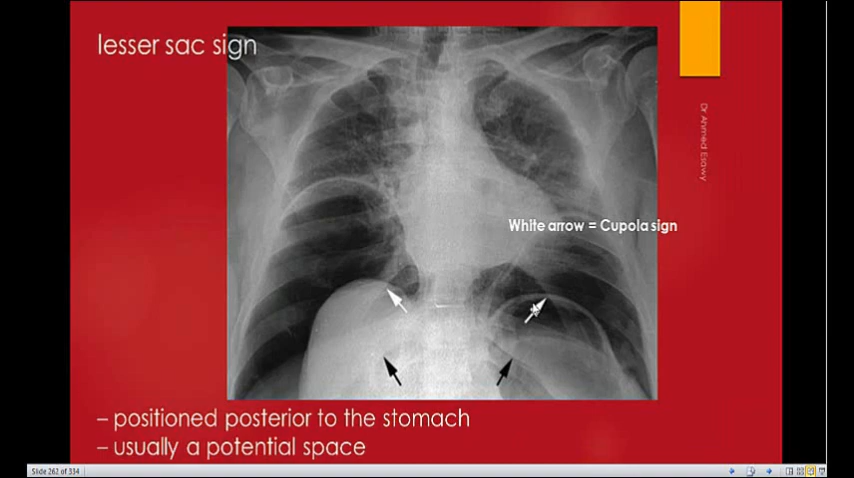 lesser sac sign
Dr Ahmed Esawy
White arrow = Cupola sign
– positioned posterior to the stomach
– usually a potential space
Slide 262 of 334